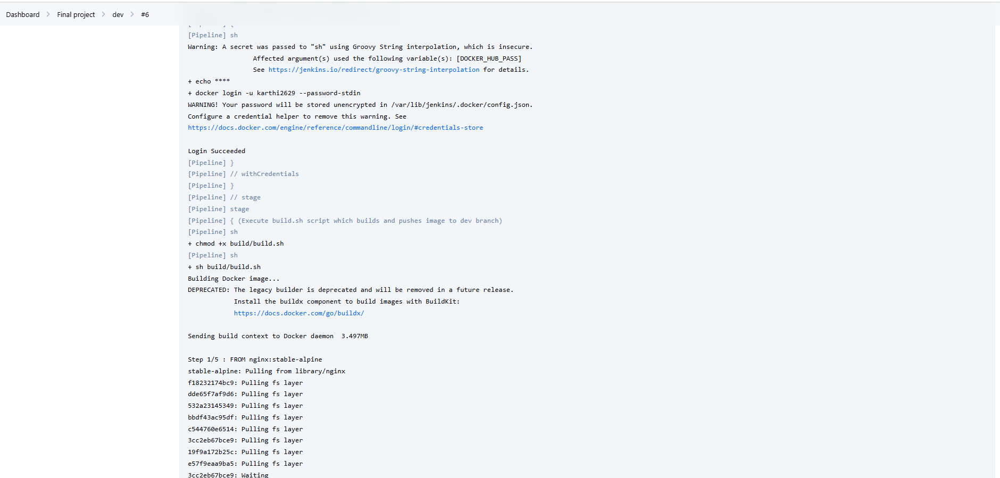 Dashboard > Final project > dev > #6
[Pipeline] {
[Pipeline] sh
Warning: A secret was passed to "sh" using Groovy String interpolation, which is insecure.
Affected argument(s) used the following variable(s): [DOCKER_HUB_PASS]
See https://jenkins.io/redirect/groovy-string-interpolation for details.
+ echo ****
+ docker login -u karthi2629 --password-stdin
WARNING! Your password will be stored unencrypted in /var/lib/jenkins/.docker/config.json.
Configure a credential helper to remove this warning. See
https://docs.docker.com/engine/reference/commandline/login/#credentials-store
Login Succeeded
[Pipeline] }
[Pipeline] // withCredentials
[Pipeline] }
[Pipeline] // stage
[Pipeline] stage
[Pipeline] { (Execute build.sh script which builds and pushes image to dev branch)
[Pipeline] sh
+ chmod +x build/build.sh
[Pipeline] sh
+ sh build/build.sh
Building Docker image...
DEPRECATED: The legacy builder is deprecated and will be removed in a future release.
Install the buildx component to build images with BuildKit:
https://docs.docker.com/go/buildx/
Sending build context to Docker daemon  3.497MB
Step 1/5 : FROM nginx:stable-alpine
stable-alpine: Pulling from library/nginx
f18232174bc9: Pulling fs layer
dde65f7af9d6: Pulling fs layer
532a23145349: Pulling fs layer
bbdf43ac95df: Pulling fs layer
c544760e6514: Pulling fs layer
3cc2eb67bce9: Pulling fs layer
19f9a172b25c: Pulling fs layer
e57f9eaa9ba5: Pulling fs layer
3cc2eb67bce9: Waiting